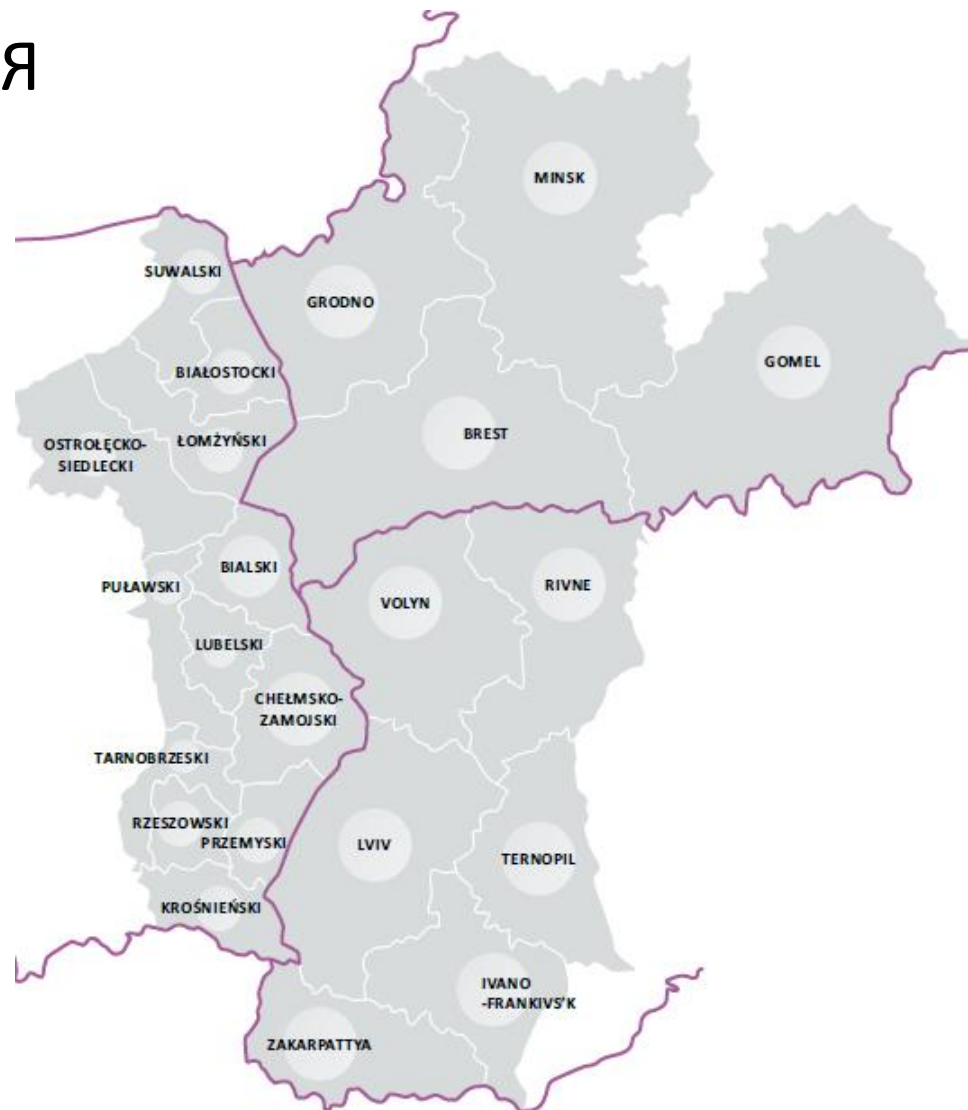 Я
MINSK
SUWALSKI
GRODNO
GOMEL
BIAŁOSTOCKI
BREST
OSTROŁĘCKO-
SIEDLECKI
ŁOMŻYŃSKI
BIALSKI
PUŁAWSKI
VOLYN
RIVNE
LUBELSKI
CHEŁMSKO-
ZAMOJSKI
TARNOBRZESKI
RZESZOWSKI
PRZEMYSKI
LVIV
TERNOPIL
KROŚNIEŃSKI
IVANO
-FRANKIVS'K
ZAKARPATTYA